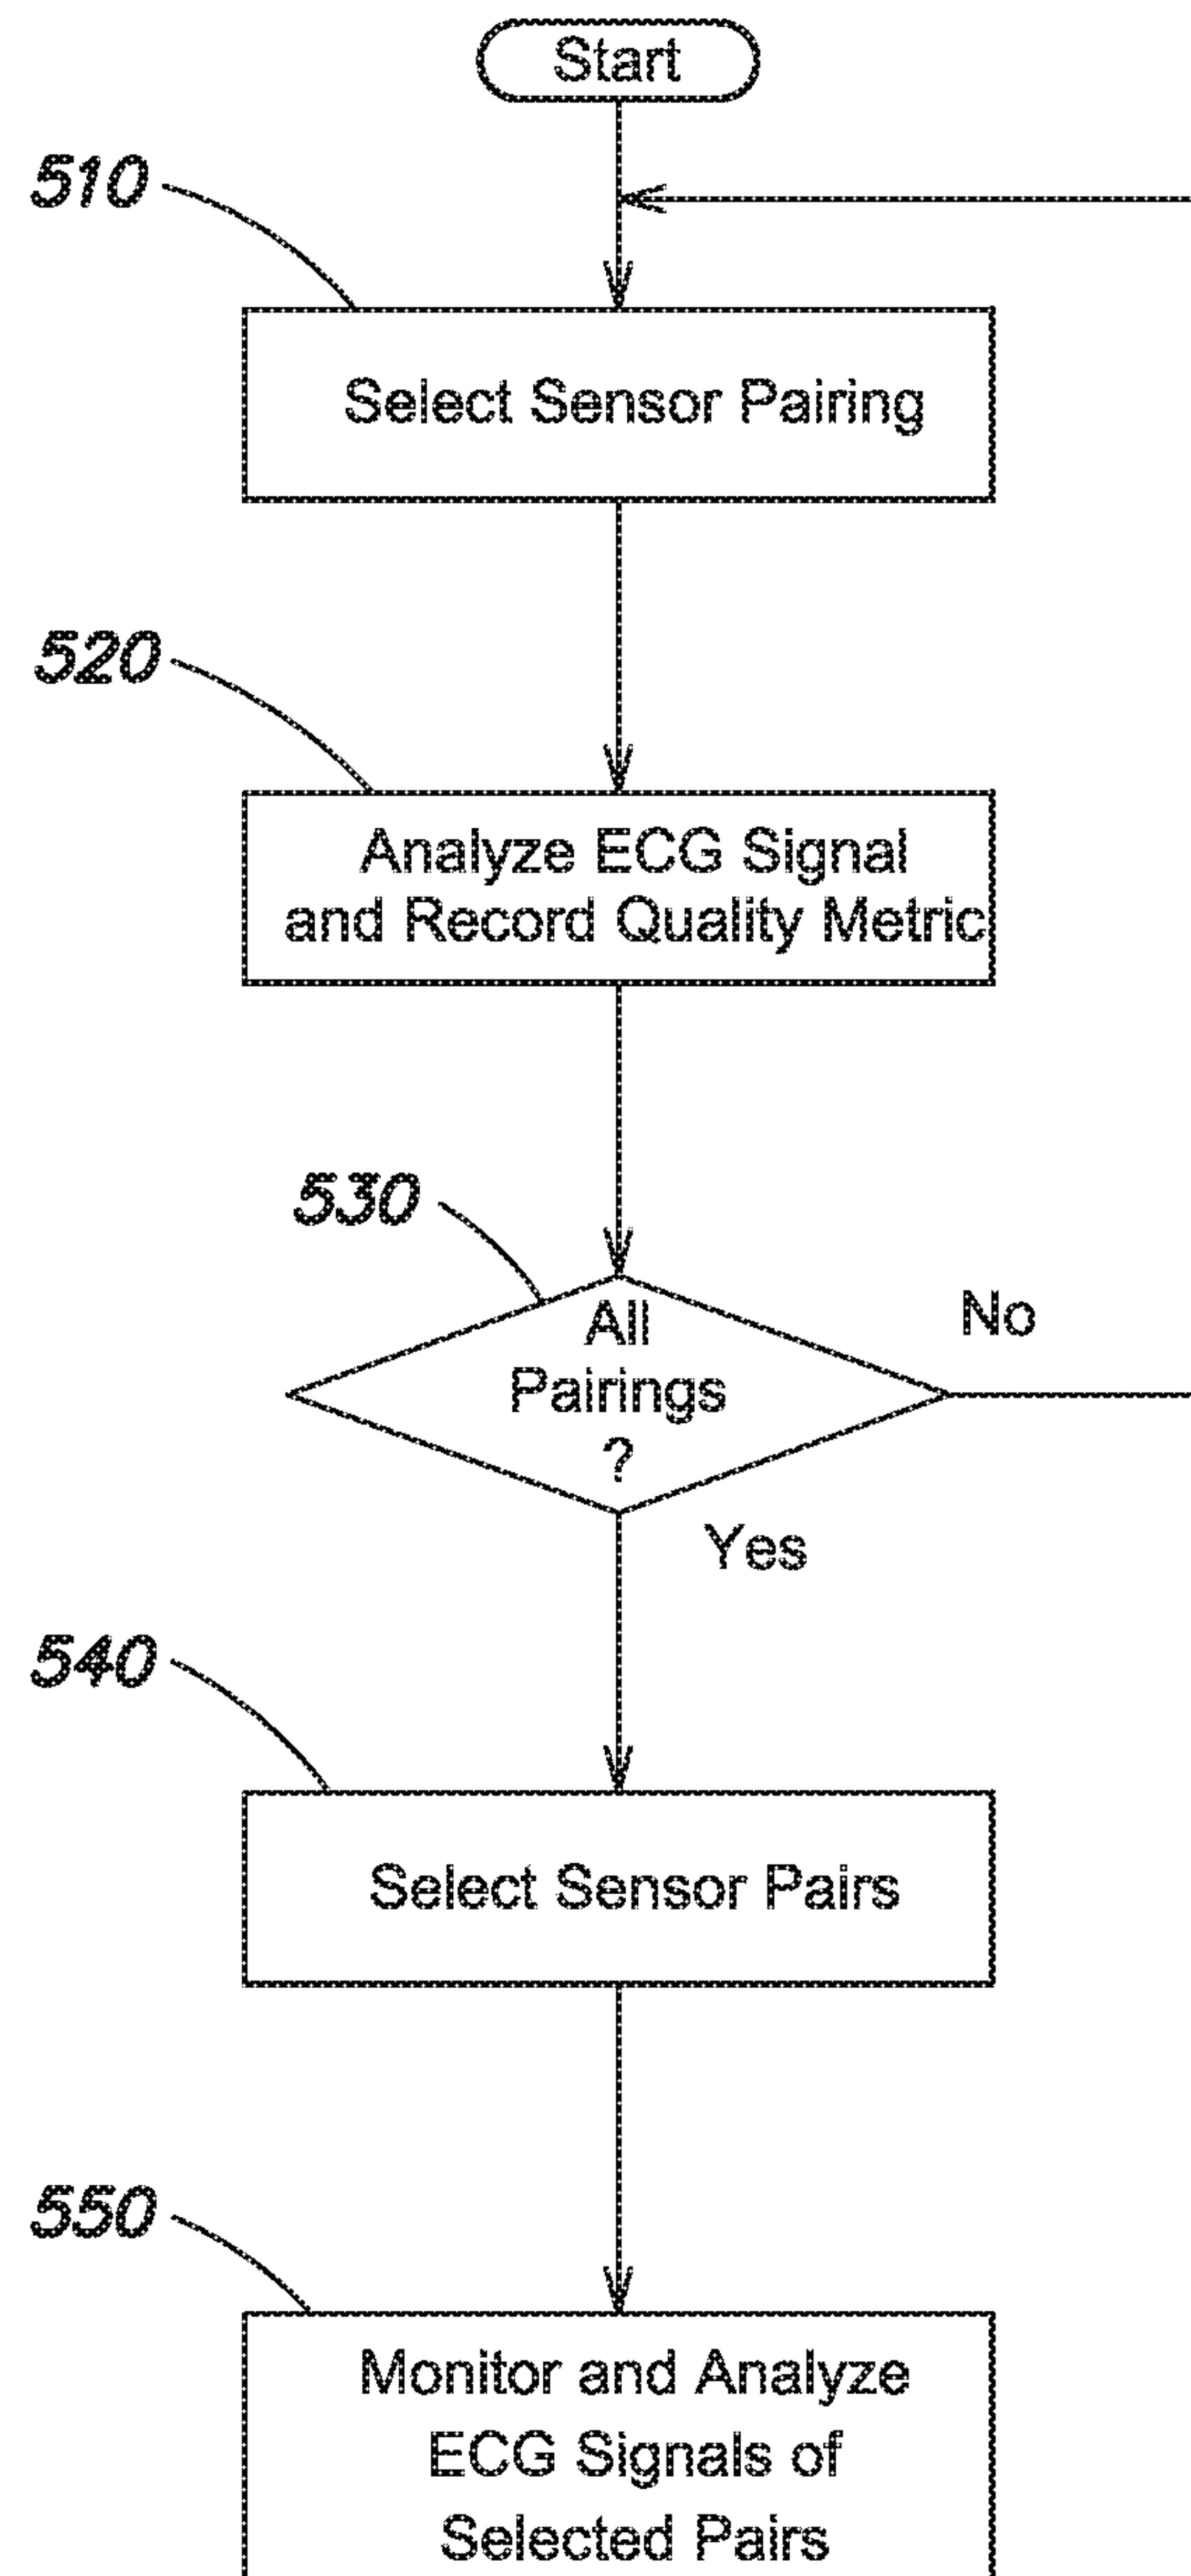 Start
510
Select Sensor Pairing
520
Analyze ECG Signal
and Record Quality Metric
530
All
Pairings
?
No
Yes
540
Select Sensor Pairs
550
Monitor and Analyze
ECG Signals of
Selected Pairs